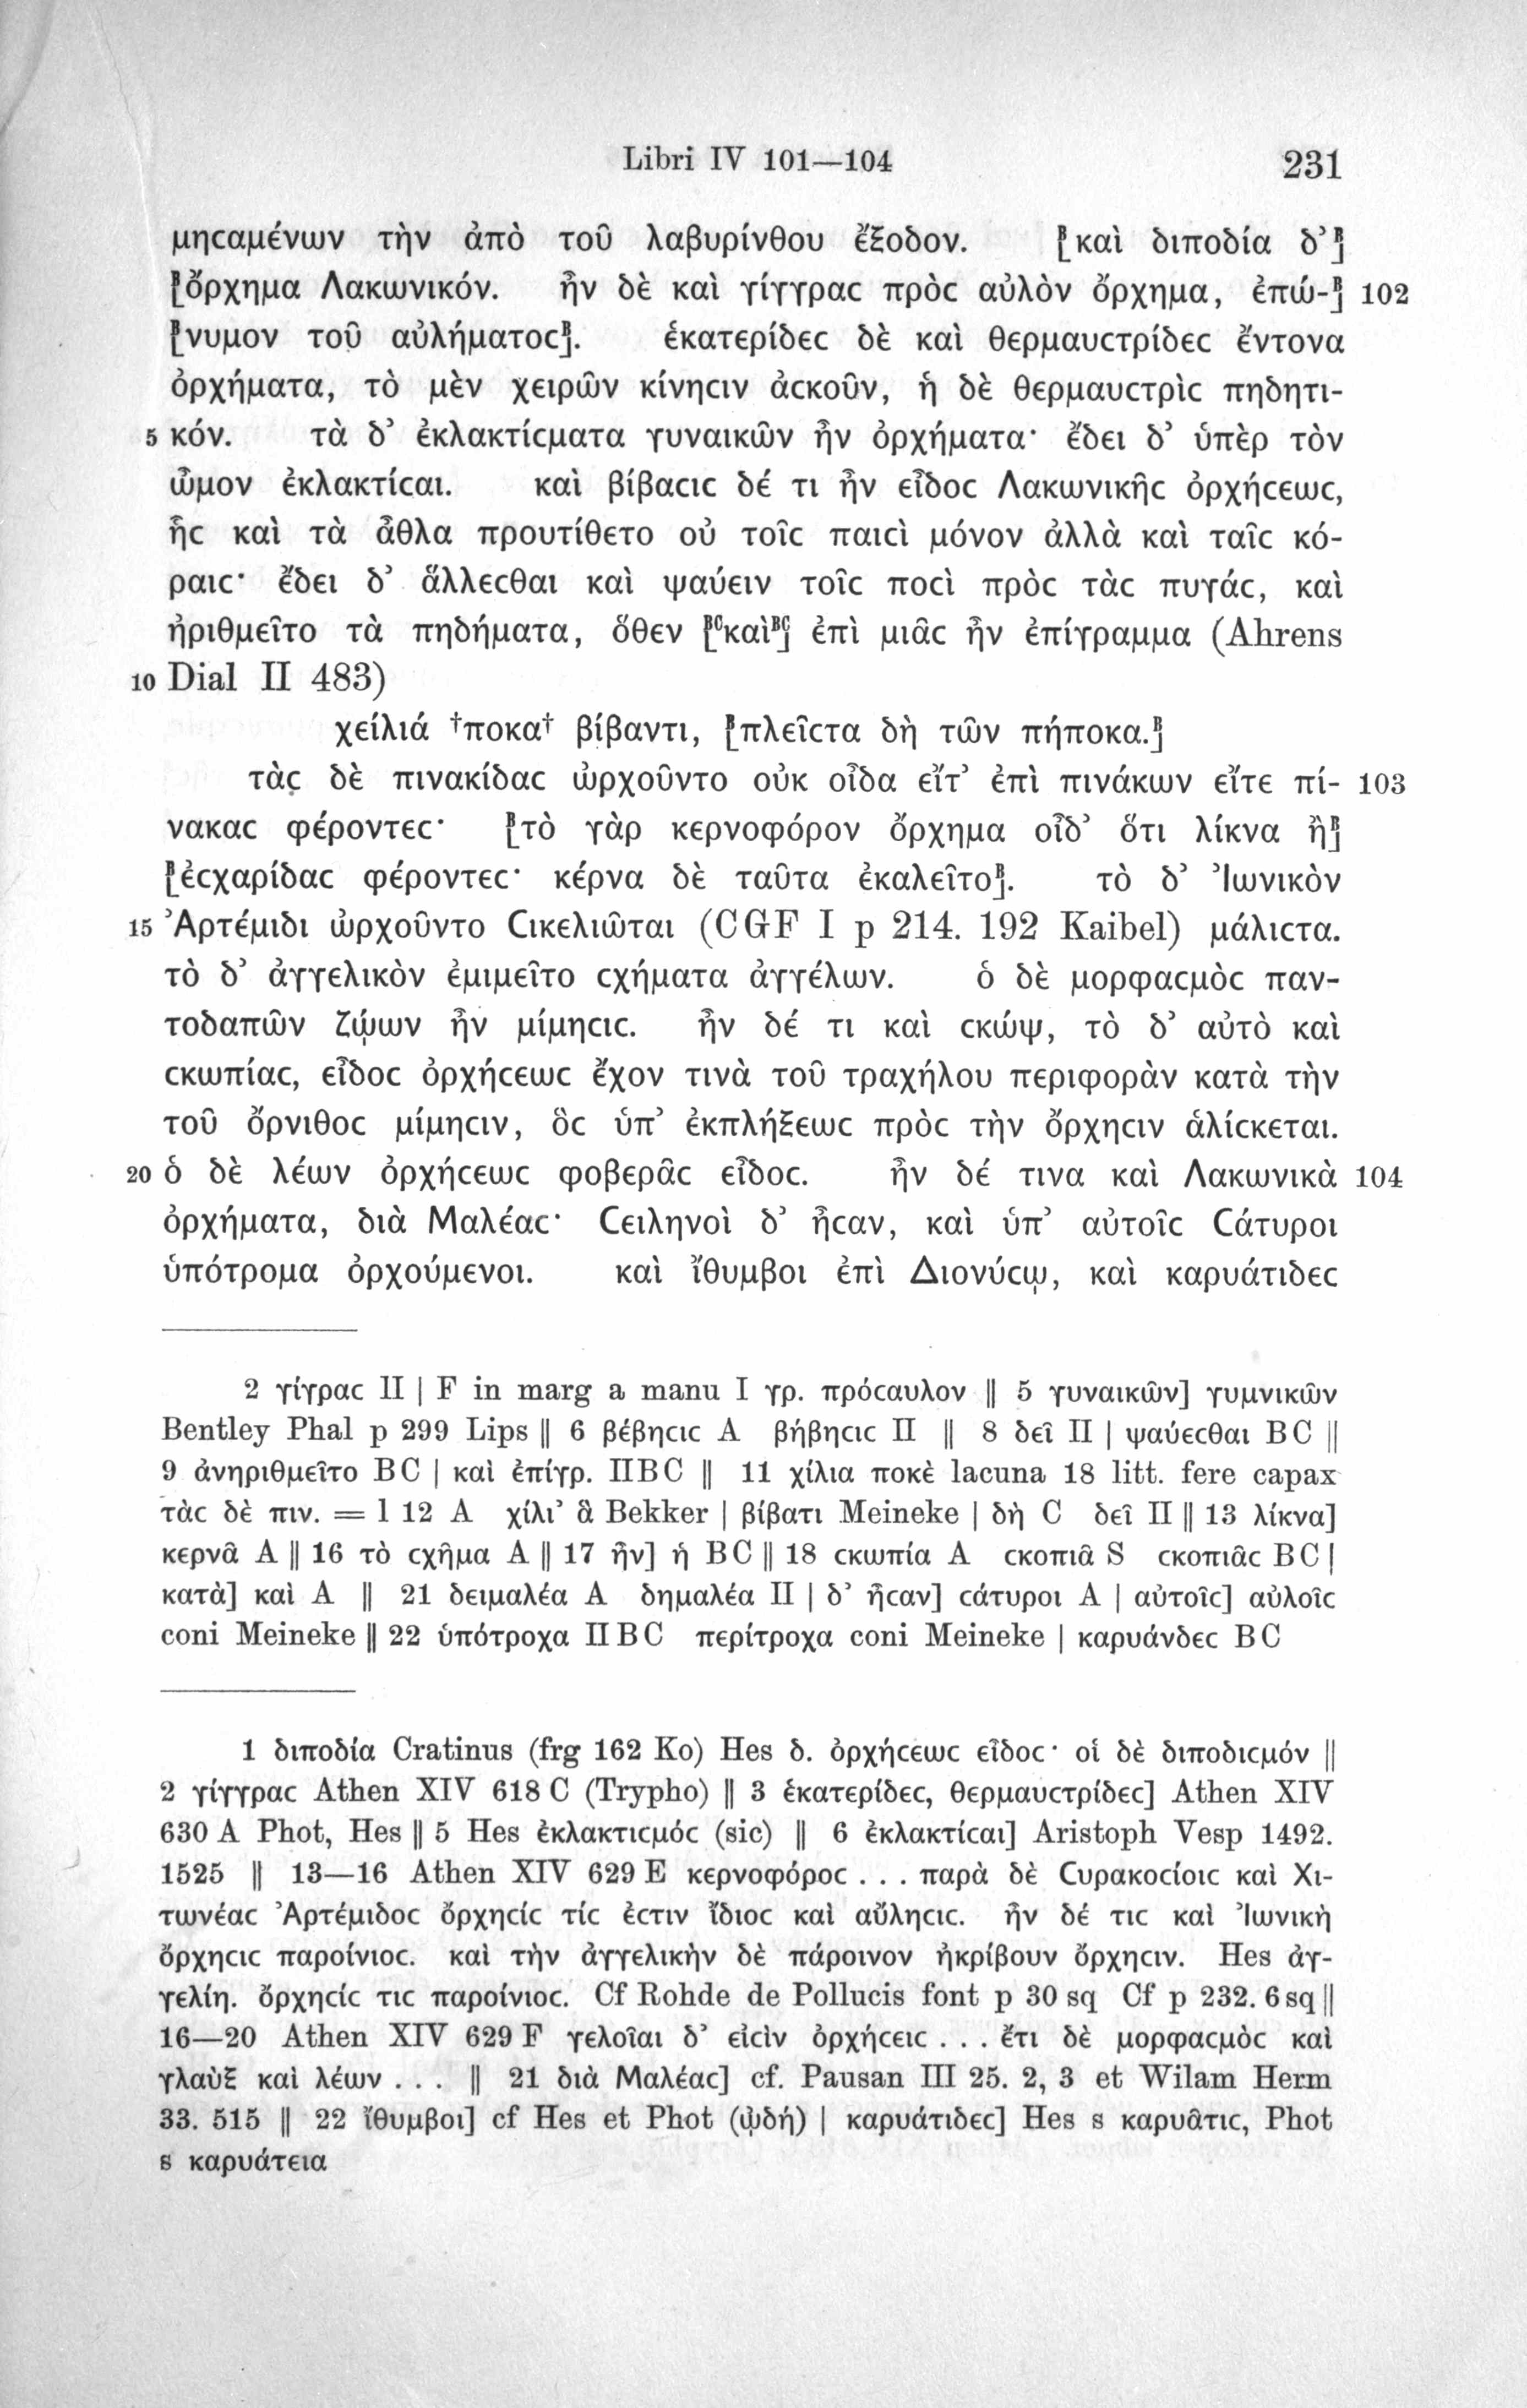 Libri IV 101—104 231
μηϲαμένων τὴν ἀπὸ τοῦ λαβυρίνθου ἔξοδον. [ᴮκαὶ διποδία δ’ᴮ]
[ᴮὄρχημα Λακωνικόν. ἦν δὲ καὶ γίγγραϲ πρὸϲ αὐλὸν ὄρχημα, ἐπώ-ᴮ] 102
[ᴮνυμον τοῦ αὐλήματοϲᴮ]. ἑκατερίδεϲ δὲ καὶ θερμαυϲτρίδεϲ ἔντονα
ὀρχήματα, τὸ μὲν χειρῶν κίνηϲιν ἀϲκοῦν, ἡ δὲ θερμαυϲτρὶϲ πηδητι-
5 κόν. τὰ δ’ ἐκλακτίϲματα γυναικῶν ἦν ὀρχήματα· ἔδει δ’ ὑπὲρ τὸν
ὦμον ἐκλακτίϲαι. καὶ βίβαϲιϲ δέ τι ἦν εἶδοϲ Λακωνικῆϲ ὀρχήϲεωϲ,
ἧϲ καὶ τὰ ἆθλα προυτίθετο οὐ τοῖϲ παιϲὶ μόνον ἀλλὰ καὶ ταῖϲ κό-
ραιϲ· ἔδει δ’ ἅλλεϲθαι καὶ ψαύειν τοῖϲ ποϲὶ πρὸϲ τὰϲ πυγάϲ, καὶ
ἠριθμεῖτο τὰ πηδήματα, ὅθεν [ᴮᶜκαὶᴮᶜ] ἐπὶ μιᾶϲ ἦν ἐπίγραμμα (Ahrens
10 Dial II 483)
χείλιά †ποκα† βίβαντι, [ᴮπλεῖϲτα δὴ τῶν πήποκα.ᴮ]
τὰϲ δὲ πινακίδαϲ ὠρχοῦντο οὐκ οἶδα εἴτ’ ἐπὶ πινάκων εἴτε πί- 103
νακαϲ φέροντεϲ· [ᴮτὸ γὰρ κερνοφόρον ὄρχημα οἶδ’ ὅτι λίκνα ἢᴮ]
[ᴮἐϲχαρίδαϲ φέροντεϲ· κέρνα δὲ ταῦτα ἐκαλεῖτοᴮ]. τὸ δ’ Ἰωνικὸν
15 Ἀρτέμιδι ὠρχοῦντο Ϲικελιῶται (CGF I p 214. 192 Kaibel) μάλιϲτα.
τὸ δ’ ἀγγελικὸν ἐμιμεῖτο ϲχήματα ἀγγέλων. ὁ δὲ μορφαϲμὸϲ παν-
τοδαπῶν ζῴων ἦν μίμηϲιϲ. ἦν δέ τι καὶ ϲκώψ, τὸ δ’ αὐτὸ καὶ
ϲκωπίαϲ, εἶδοϲ ὀρχήϲεωϲ ἔχον τινὰ τοῦ τραχήλου περιφορὰν κατὰ τὴν
τοῦ ὄρνιθοϲ μίμηϲιν, ὃϲ ὑπ’ ἐκπλήξεωϲ πρὸϲ τὴν ὄρχηϲιν ἁλίϲκεται.
20 ὁ δὲ λέων ὀρχήϲεωϲ φοβερᾶϲ εἶδοϲ. ἦν δέ τινα καὶ Λακωνικὰ 104
ὀρχήματα, διὰ Μαλέαϲ· Ϲειληνοὶ δ’ ἦϲαν, καὶ ὑπ’ αὐτοῖϲ Ϲάτυροι
ὑπότρομα ὀρχούμενοι. καὶ ἴθυμβοι ἐπὶ Διονύϲῳ, καὶ καρυάτιδεϲ
2 γίγραϲ II | F in marg a manu I γρ. πρόϲαυλον || 5 γυναικῶν] γυμνικῶν
Bentley Phal p 299 Lips || 6 βέβηϲιϲ A βήβηϲιϲ II || 8 δεῖ II | ψαύεϲθαι BC ||
9 ἀνηριθμεῖτο BC | καὶ ἐπίγρ. IIBC || 11 χίλια ποκὲ lacuna 18 litt. fere capax
τὰϲ δὲ πιν. = l 12 A χίλι’ ἃ Bekker | βίβατι Meineke | δὴ C δεῖ II || 13 λίκνα]
κερνᾶ A || 16 τὸ ϲχῆμα A || 17 ἦν] ἡ BC || 18 ϲκωπία A ϲκοπιᾶ S ϲκοπιᾶϲ BC |
κατὰ] καὶ A || 21 δειμαλέα A δημαλέα II | δ’ ἦϲαν] ϲάτυροι A | αὐτοῖϲ] αὐλοῖϲ
coni Meineke || 22 ὑπότροχα IIBC περίτροχα coni Meineke | καρυάνδεϲ BC
1 διποδία Cratinus (frg 162 Ko) Hes δ. ὀρχήϲεωϲ εἶδοϲ· οἱ δὲ διποδιϲμόν ||
2 γίγγραϲ Athen XIV 618 C (Trypho) || 3 ἑκατερίδεϲ, θερμαυϲτρίδεϲ] Athen XIV
630 A Phot, Hes || 5 Hes ἐκλακτιϲμόϲ (sic) || 6 ἐκλακτίϲαι] Aristoph Vesp 1492.
1525 || 13—16 Athen XIV 629 E κερνοφόροϲ . . . παρὰ δὲ Ϲυρακοϲίοιϲ καὶ Χι-
τωνέαϲ Ἀρτέμιδοϲ ὄρχηϲίϲ τίϲ ἐϲτιν ἴδιοϲ καὶ αὔληϲιϲ. ἦν δέ τιϲ καὶ Ἰωνικὴ
ὄρχηϲιϲ παροίνιοϲ. καὶ τὴν ἀγγελικὴν δὲ πάροινον ἠκρίβουν ὄρχηϲιν. Hes ἀγ-
γελίη. ὄρχηϲίϲ τιϲ παροίνιοϲ. Cf Rohde de Pollucis font p 30 sq Cf p 232. 6 sq ||
16—20 Athen XIV 629 F γελοῖαι δ’ εἰϲὶν ὀρχήϲειϲ . . . ἔτι δὲ μορφαϲμὸϲ καὶ
γλαὺξ καὶ λέων . . . || 21 διὰ Μαλέαϲ] cf. Pausan III 25. 2, 3 et Wilam Herm
33. 515 || 22 ἴθυμβοι] cf Hes et Phot (ᾠδή) | καρυάτιδεϲ] Hes s καρυᾶτιϲ, Phot
s καρυάτεια